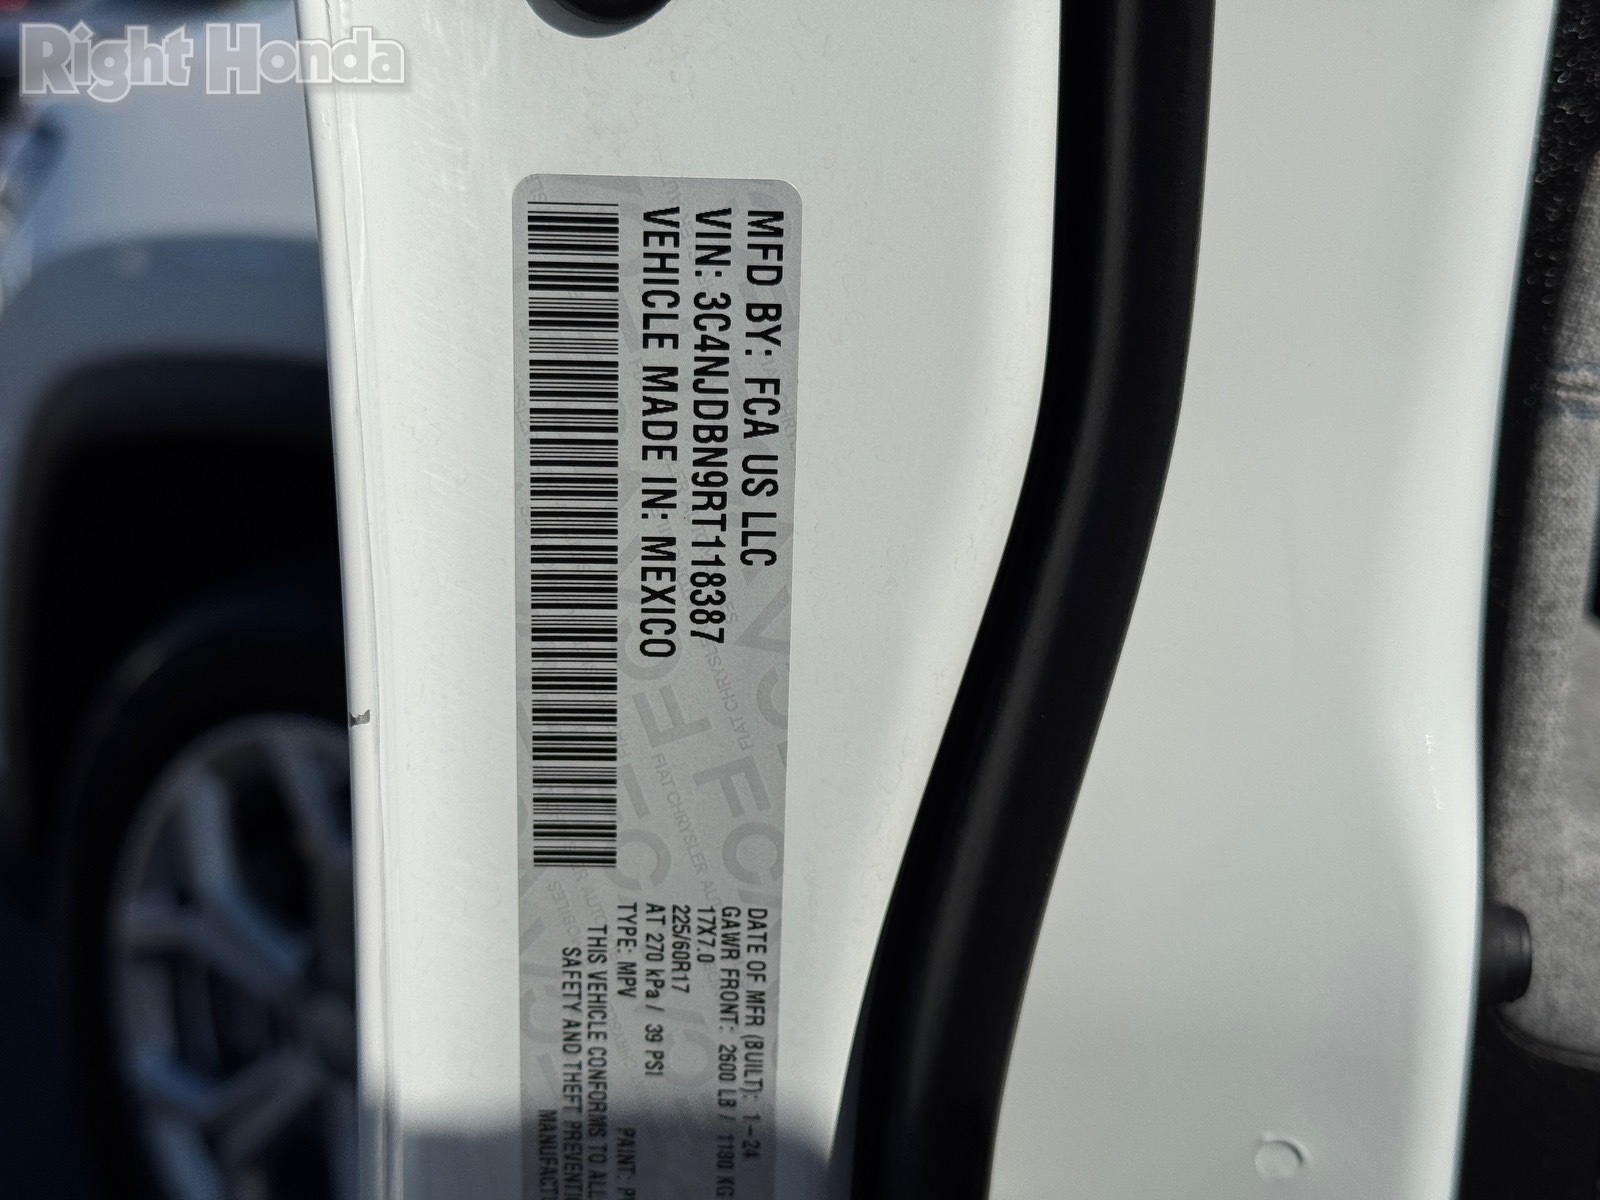 Right Honda
MFD BY: FCA US LLC
VIN: 3C4NJDBN9RT118387
VEHICLE MADE IN: MEXICO
DATE OF MFR (BUILT): 1-24
GAWR FRONT: 2600 LB / 1180 KG
17X7.0
225/60R17
AT 270 kPa / 39 PSI
TYPE: MPV PAINT:
THIS VEHICLE CONFORMS TO ALL
SAFETY AND THEFT
FIAT CHRYSLER